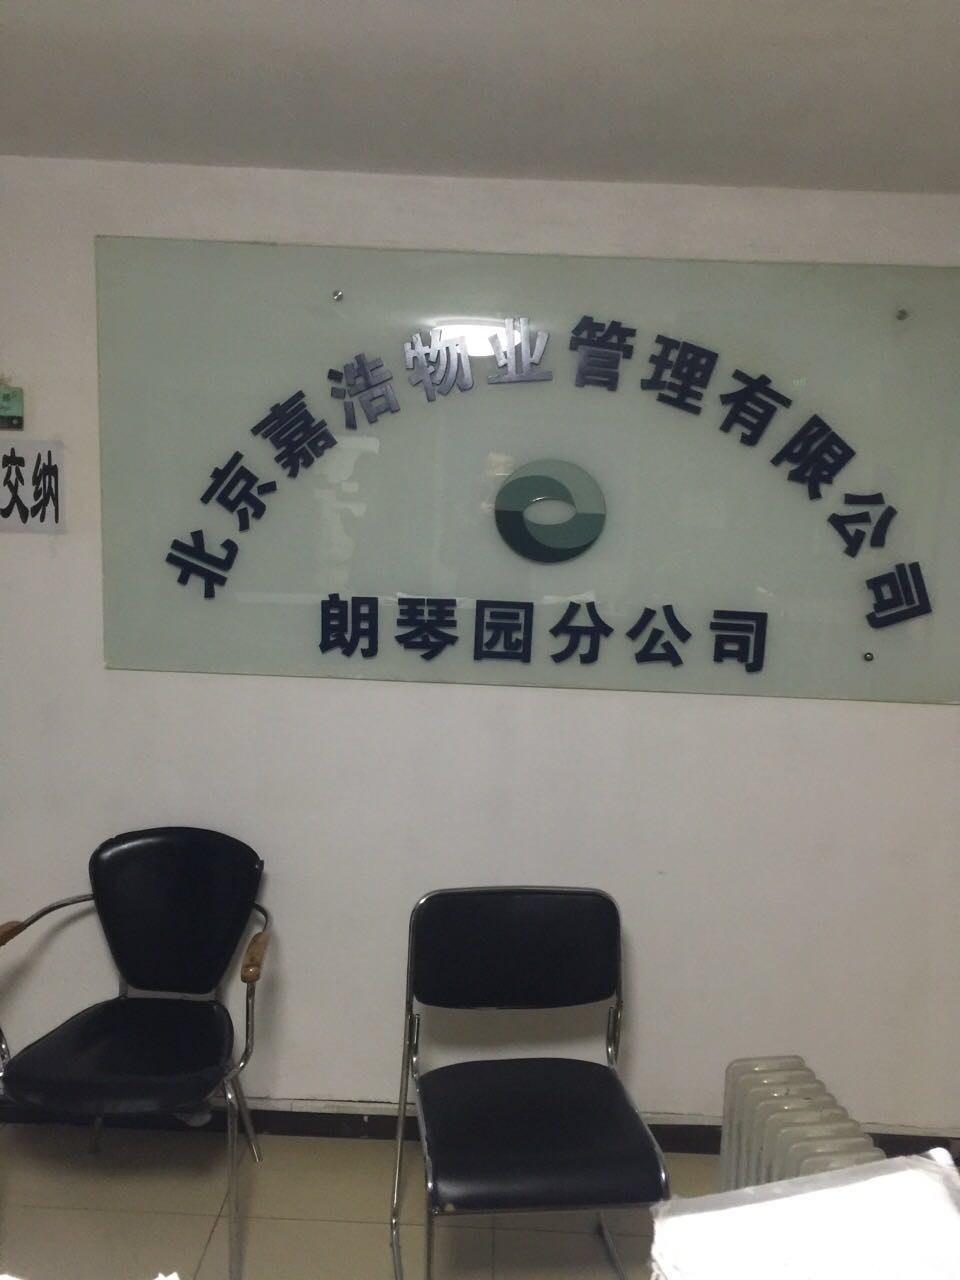 北京嘉浩物业管理有限公司
朗琴园分公司
交纳